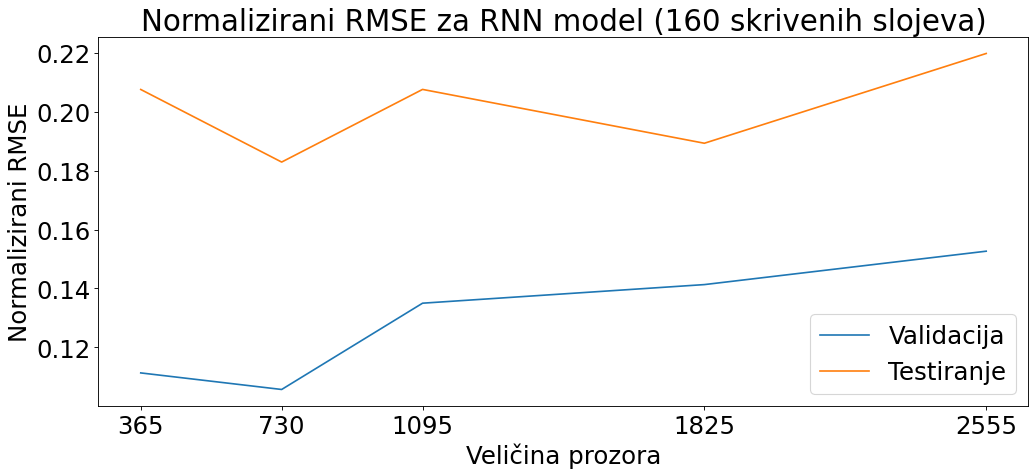 Normalizirani RMSE za RNN model (160 skrivenih slojeva)
Normalizirani RMSE
0.22
0.20
0.18
0.16
0.14
0.12
Validacija
Testiranje
365 730 1095 1825 2555
Veličina prozora